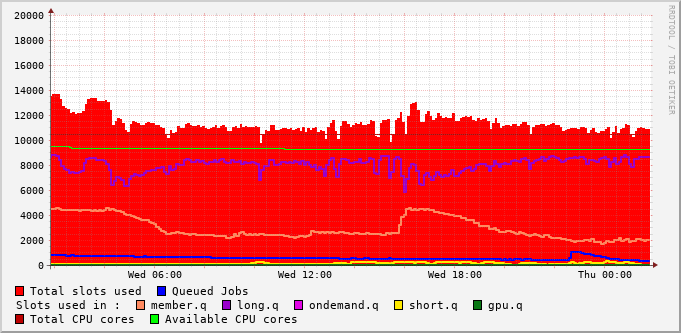 20000
18000
16000
14000
12000
10000
8000
6000
4000
2000
0
Wed 06:00 Wed 12:00 Wed 18:00 Thu 00:00
RRDTOOL / TOBI OETIKER
Total slots used Queued Jobs
Slots used in : member.q long.q ondemand.q short.q gpu.q
Total CPU cores Available CPU cores